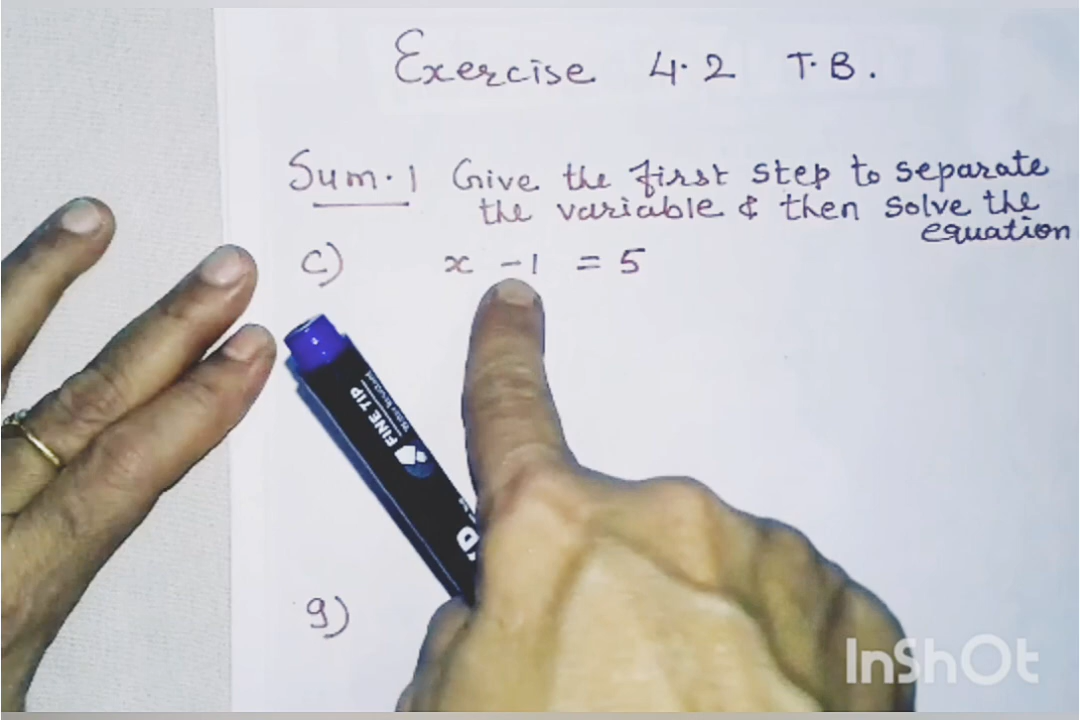 Exercise 4.2 T.B.
Sum.1 Give the first step to separate
the variable & then solve the
equation
c) x -1 = 5
FINE TIP
g)
InShOt